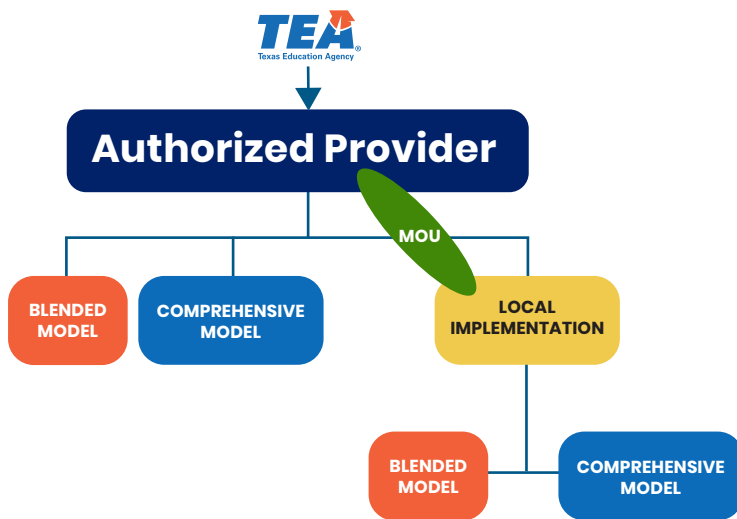 TEA®
Texas Education Agency
Authorized Provider
MOU
BLENDED
MODEL
COMPREHENSIVE
MODEL
LOCAL
IMPLEMENTATION
BLENDED
MODEL
COMPREHENSIVE
MODEL